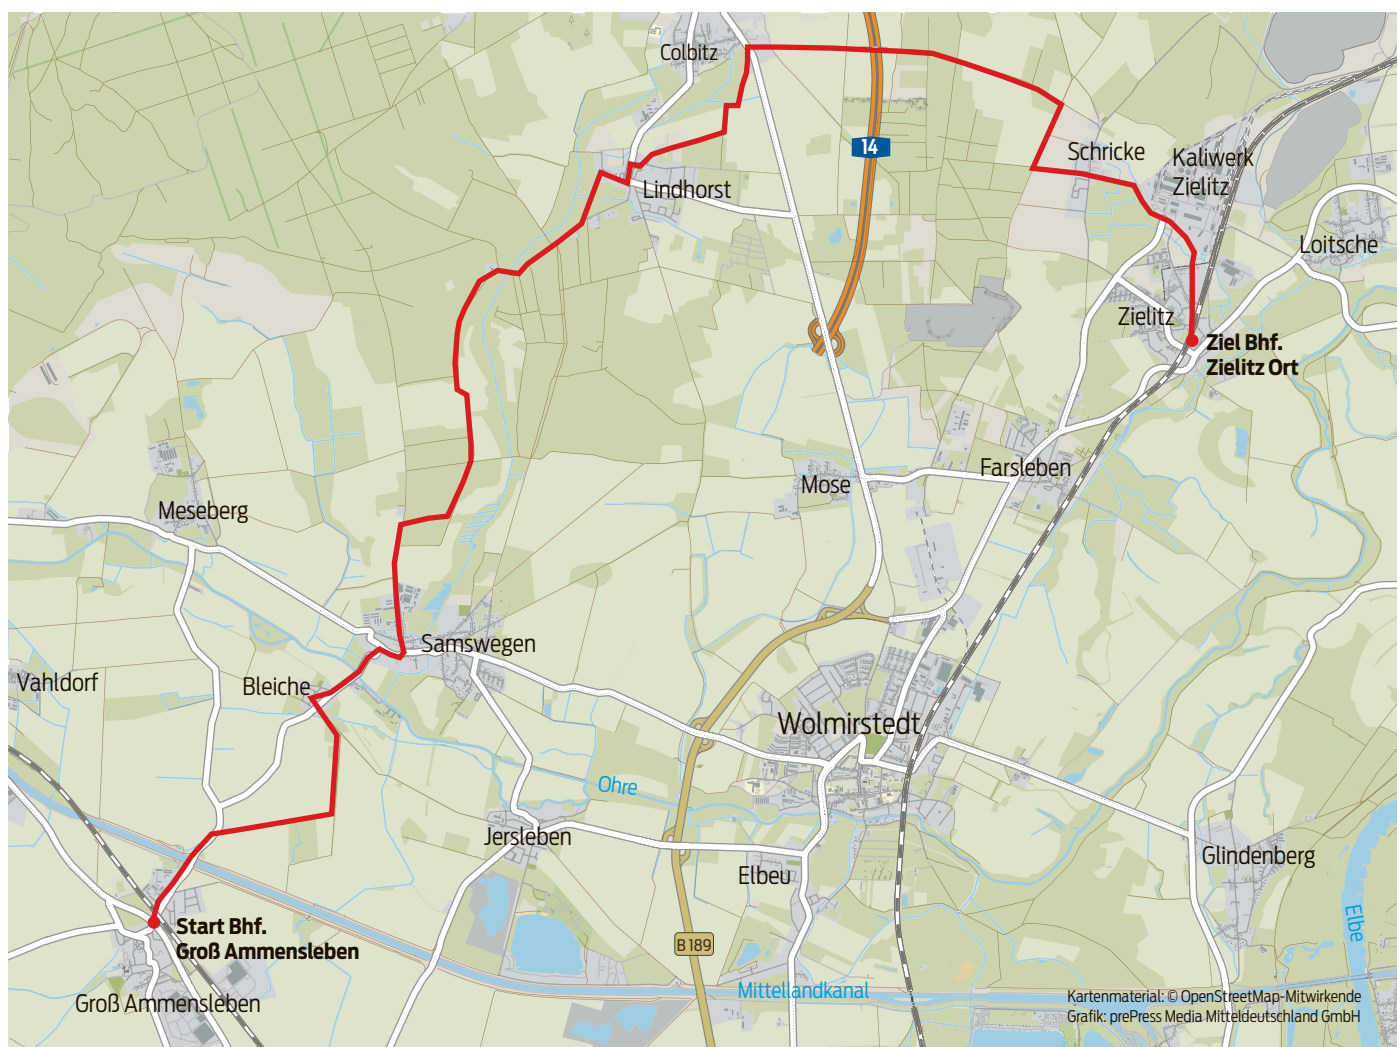 Colbitz
14
Schricke
Kaliwerk
Zielitz
Lindhorst
Loitsche
Zielitz
Ziel Bhf.
Zielitz Ort
Farsleben
Mose
Meseberg
Samswegen
Vahldorf
Bleiche
Wolmirstedt
Ohre
Jersleben
Glindenberg
Elbeu
Elbe
Start Bhf.
Groß Ammensleben
B 189
Mittellandkanal
Groß Ammensleben
Kartenmaterial: © OpenStreetMap-Mitwirkende
Grafik: prePress Media Mitteldeutschland GmbH